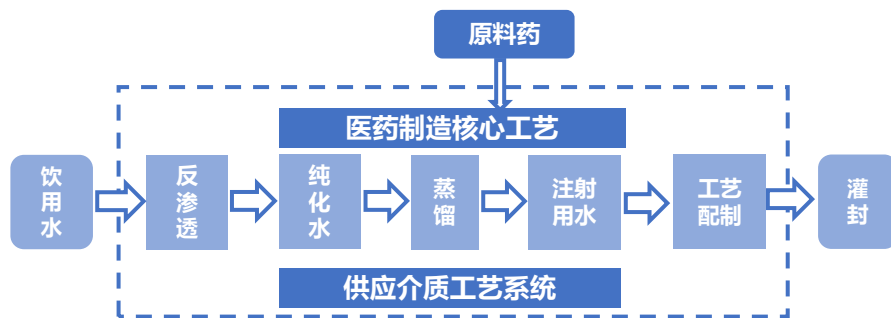 原料药
医药制造核心工艺
饮用水
反渗透
纯化水
蒸馏
注射
用水
工艺
配制
灌封
供应介质工艺系统